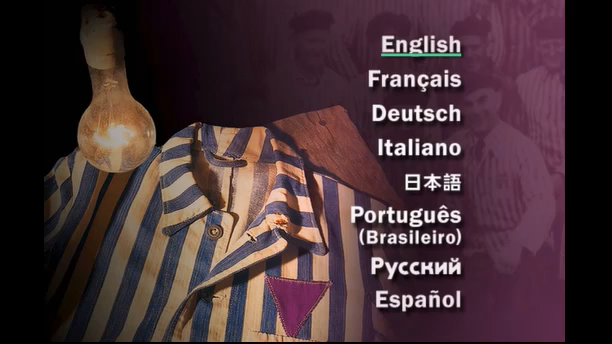 English
Français
Deutsch
Italiano
日本語
Português
(Brasileiro)
Русский
Español